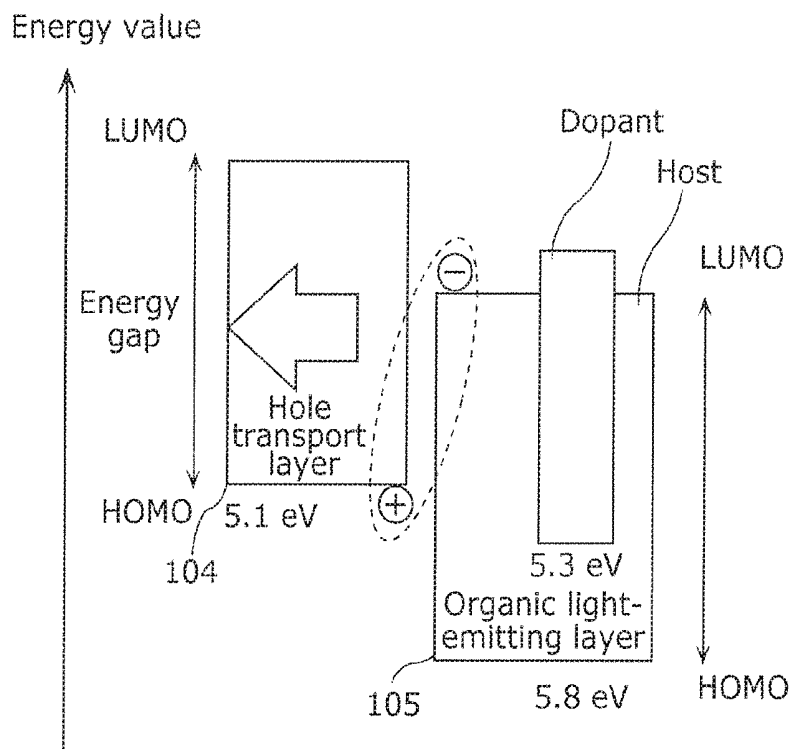 Energy value
LUMO
Dopant
Host
LUMO
Energy
gap
−
Hole
transport
layer
HOMO
5.1 eV
+
104
5.3 eV
Organic light-
emitting layer
105
5.8 eV
HOMO